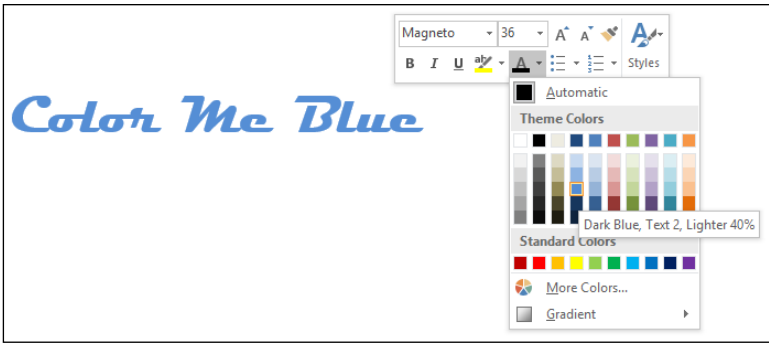 Magneto 36 A A
B I U ab A Styles
Automatic
Color Me Blue
Theme Colors
Dark Blue, Text 2, Lighter 40%
Standard Colors
More Colors...
Gradient